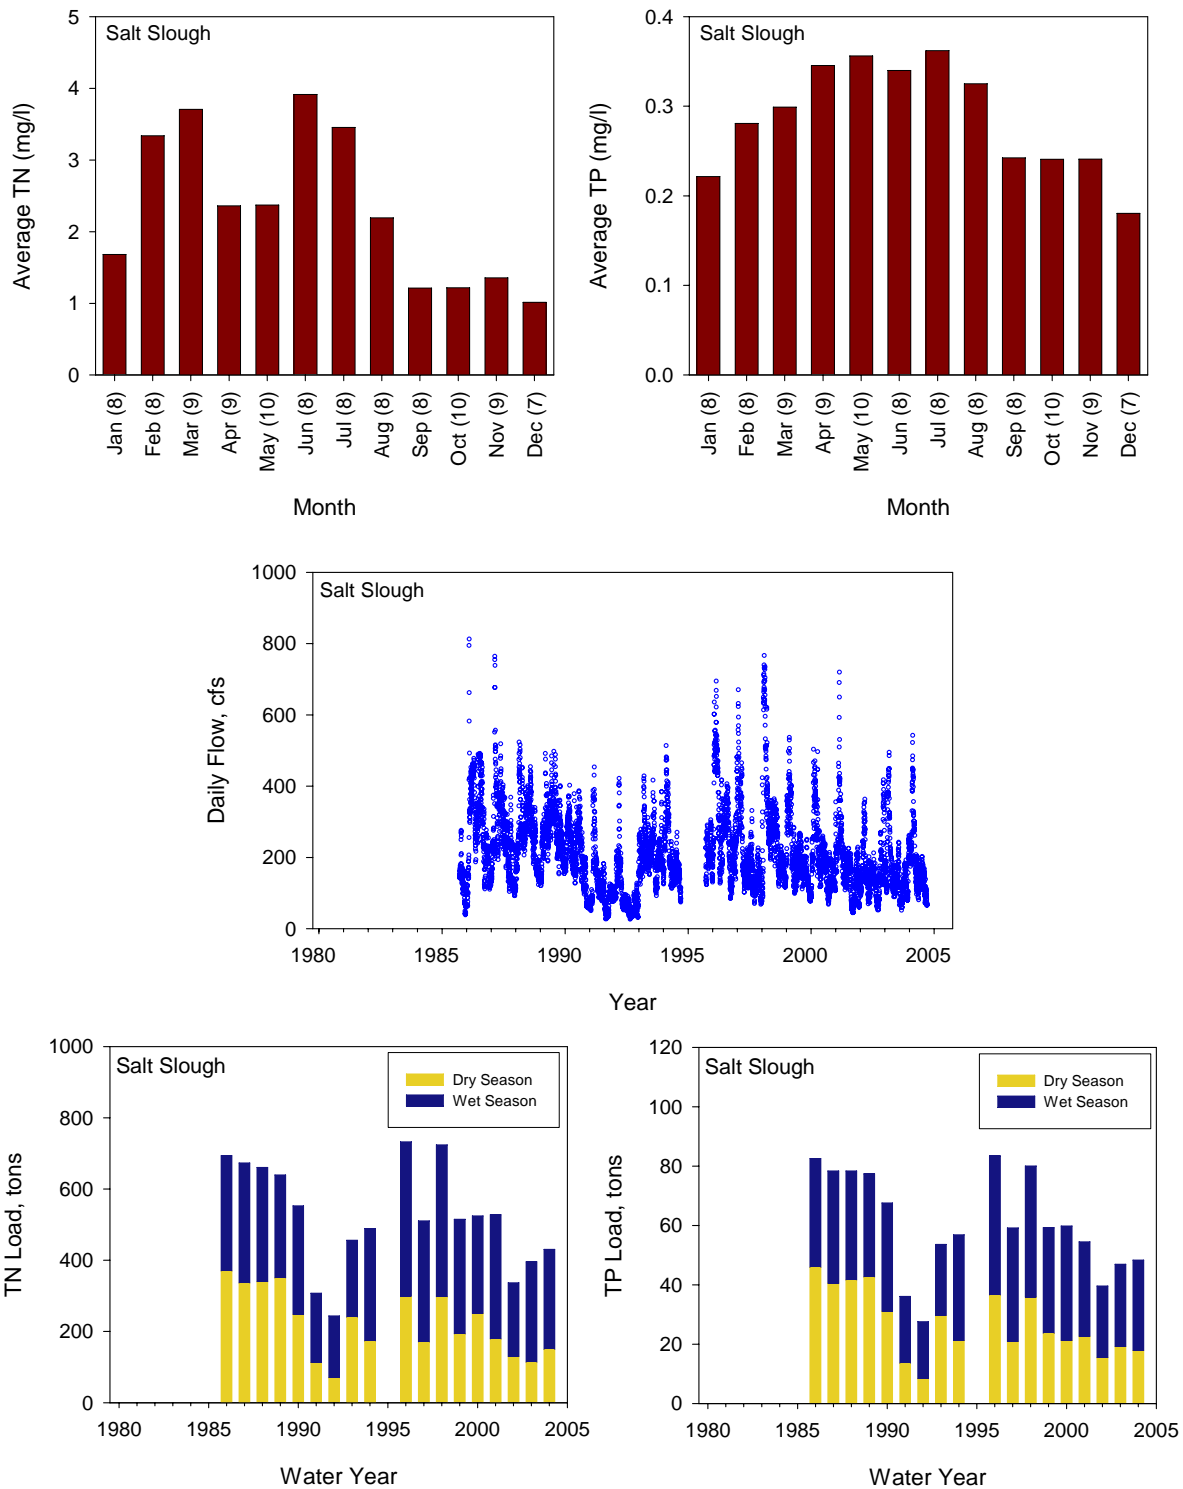 Salt Slough
Average TN (mg/l)
5
4
3
2
1
0
Jan (8)
Feb (8)
Mar (9)
Apr (9)
May (10)
Jun (8)
Jul (8)
Aug (8)
Sep (8)
Oct (10)
Nov (9)
Dec (7)
Month
Salt Slough
Average TP (mg/l)
0.4
0.3
0.2
0.1
0.0
Jan (8)
Feb (8)
Mar (9)
Apr (9)
May (10)
Jun (8)
Jul (8)
Aug (8)
Sep (8)
Oct (10)
Nov (9)
Dec (7)
Month
Salt Slough
Daily Flow, cfs
1000
800
600
400
200
0
1980
1985
1990
1995
2000
2005
Year
Salt Slough
Dry Season
Wet Season
TN Load, tons
1000
800
600
400
200
0
1980
1985
1990
1995
2000
2005
Water Year
Salt Slough
Dry Season
Wet Season
TP Load, tons
120
100
80
60
40
20
0
1980
1985
1990
1995
2000
2005
Water Year